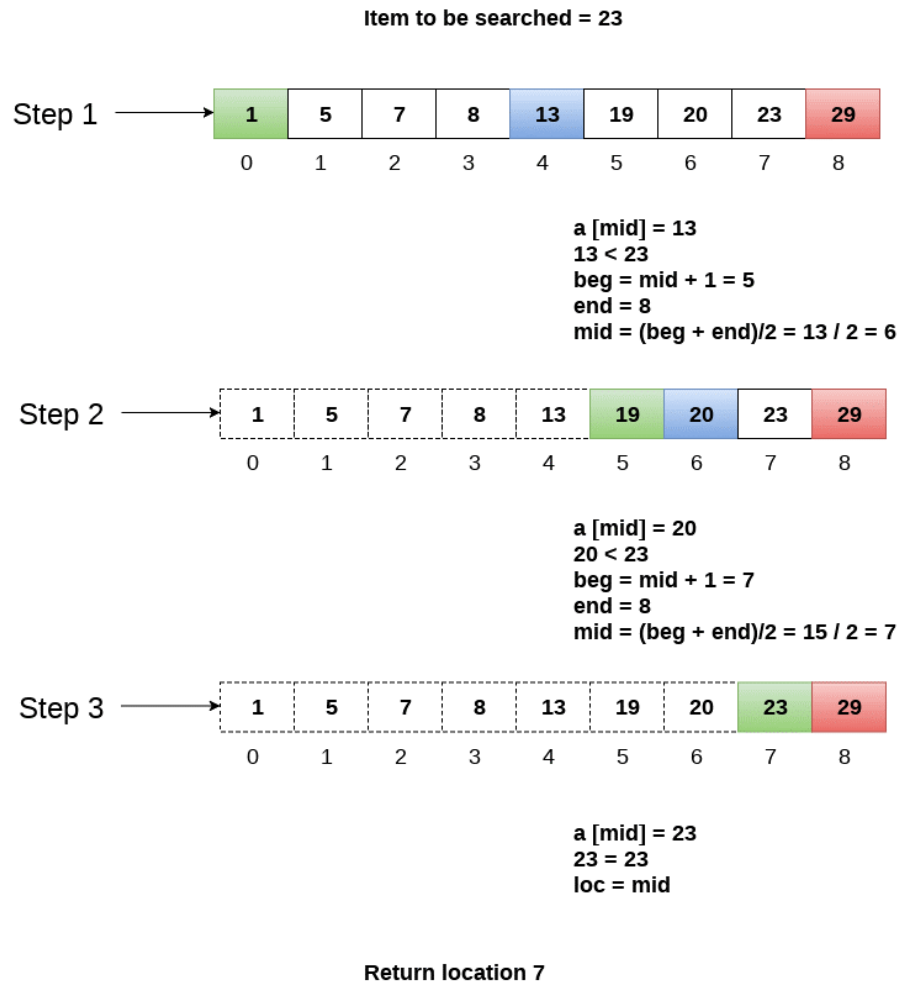 Item to be searched = 23
Step 1
1 5 7 8 13 19 20 23 29
0 1 2 3 4 5 6 7 8
a [mid] = 13
13 < 23
beg = mid + 1 = 5
end = 8
mid = (beg + end)/2 = 13 / 2 = 6
Step 2
1 5 7 8 13 19 20 23 29
0 1 2 3 4 5 6 7 8
a [mid] = 20
20 < 23
beg = mid + 1 = 7
end = 8
mid = (beg + end)/2 = 15 / 2 = 7
Step 3
1 5 7 8 13 19 20 23 29
0 1 2 3 4 5 6 7 8
a [mid] = 23
23 = 23
loc = mid
Return location 7